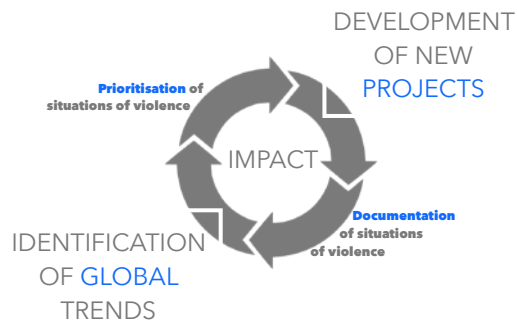 DEVELOPMENT
OF NEW
PROJECTS
Prioritisation of
situations of violence
IMPACT
Documentation
of situations
of violence
IDENTIFICATION
OF GLOBAL
TRENDS